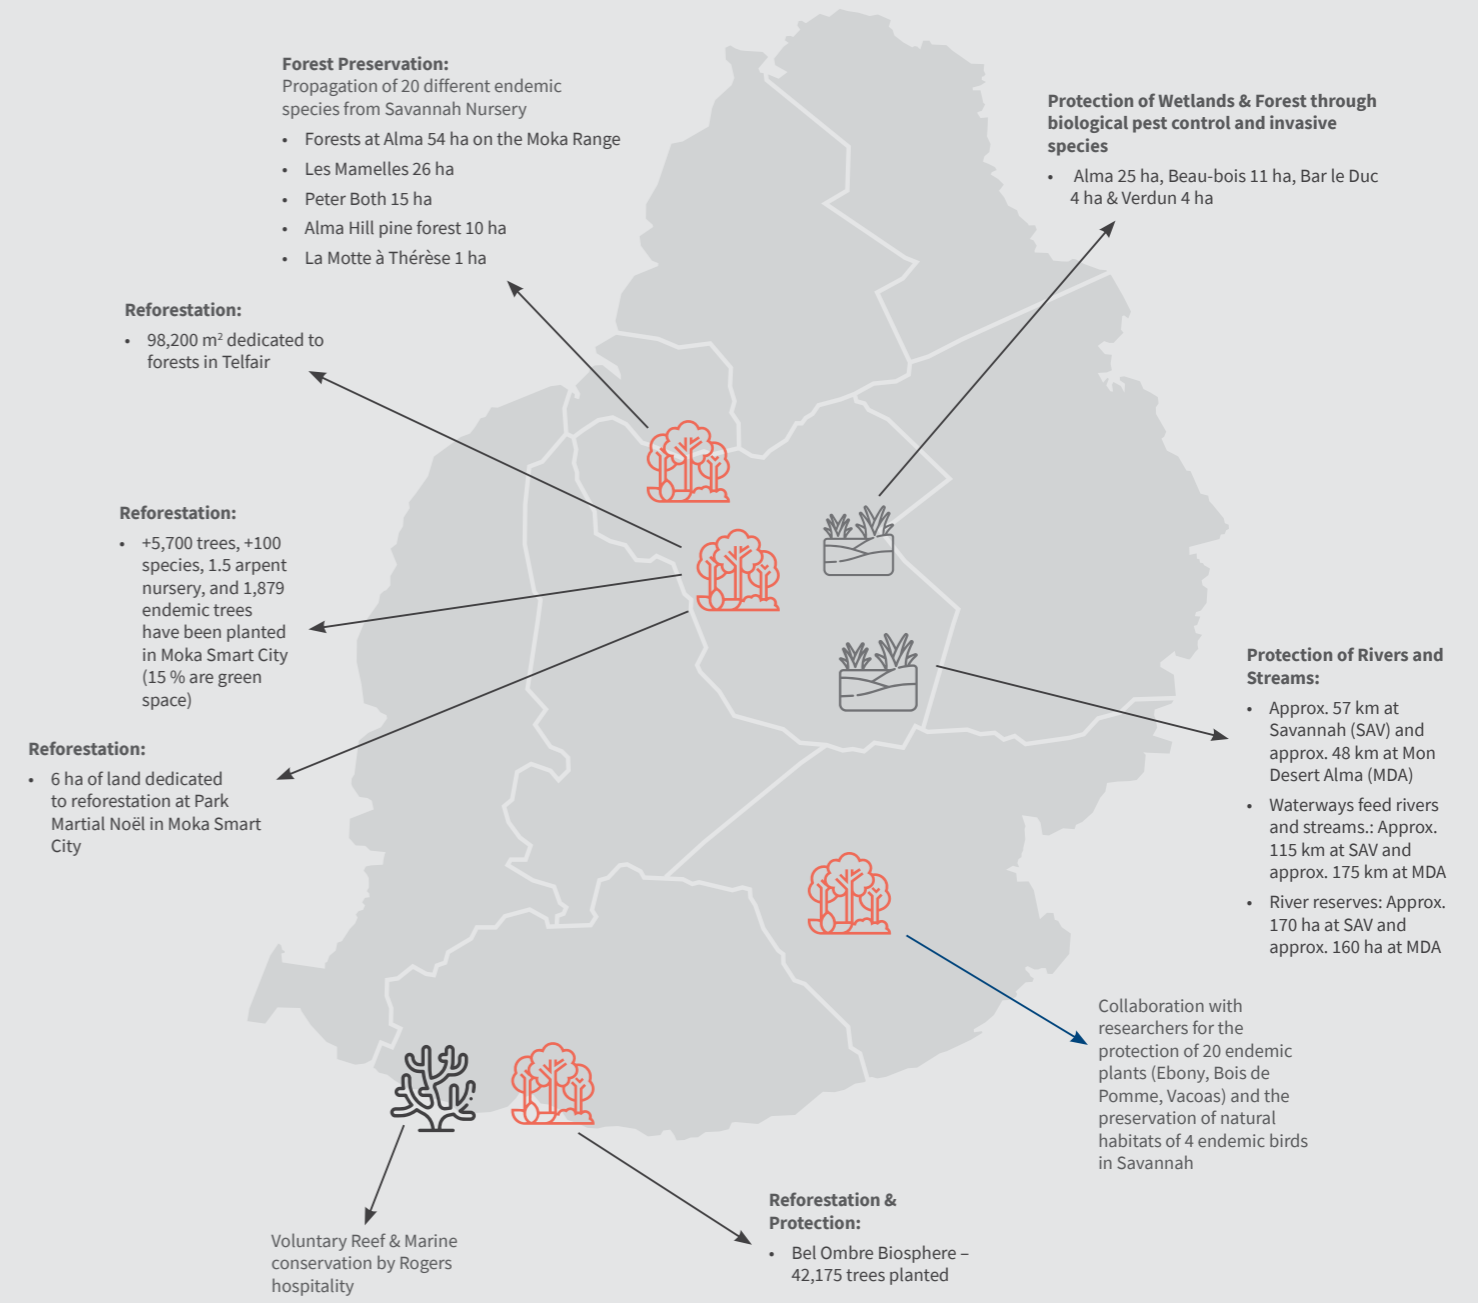 Forest Preservation:
Propagation of 20 different endemic
species from Savannah Nursery
• Forests at Alma 54 ha on the Moka Range
• Les Mamelles 26 ha
• Peter Both 15 ha
• Alma Hill pine forest 10 ha
• La Motte à Thérèse 1 ha
Protection of Wetlands & Forest through
biological pest control and invasive
species
• Alma 25 ha, Beau-bois 11 ha, Bar le Duc
4 ha & Verdun 4 ha
Reforestation:
• 98,200 m² dedicated to
forests in Telfair
Reforestation:
• +5,700 trees, +100
species, 1.5 arpent
nursery, and 1,879
endemic trees
have been planted
in Moka Smart City
(15 % are green
space)
Reforestation:
• 6 ha of land dedicated
to reforestation at Park
Martial Noël in Moka Smart
City
Protection of Rivers and
Streams:
• Approx. 57 km at
Savannah (SAV) and
approx. 48 km at Mon
Desert Alma (MDA)
• Waterways feed rivers
and streams.: Approx.
115 km at SAV and
approx. 175 km at MDA
• River reserves: Approx.
170 ha at SAV and
approx. 160 ha at MDA
Collaboration with
researchers for the
protection of 20 endemic
plants (Ebony, Bois de
Pomme, Vacoas) and the
preservation of natural
habitats of 4 endemic birds
in Savannah
Reforestation &
Protection:
• Bel Ombre Biosphere –
42,175 trees planted
Voluntary Reef & Marine
conservation by Rogers
hospitality